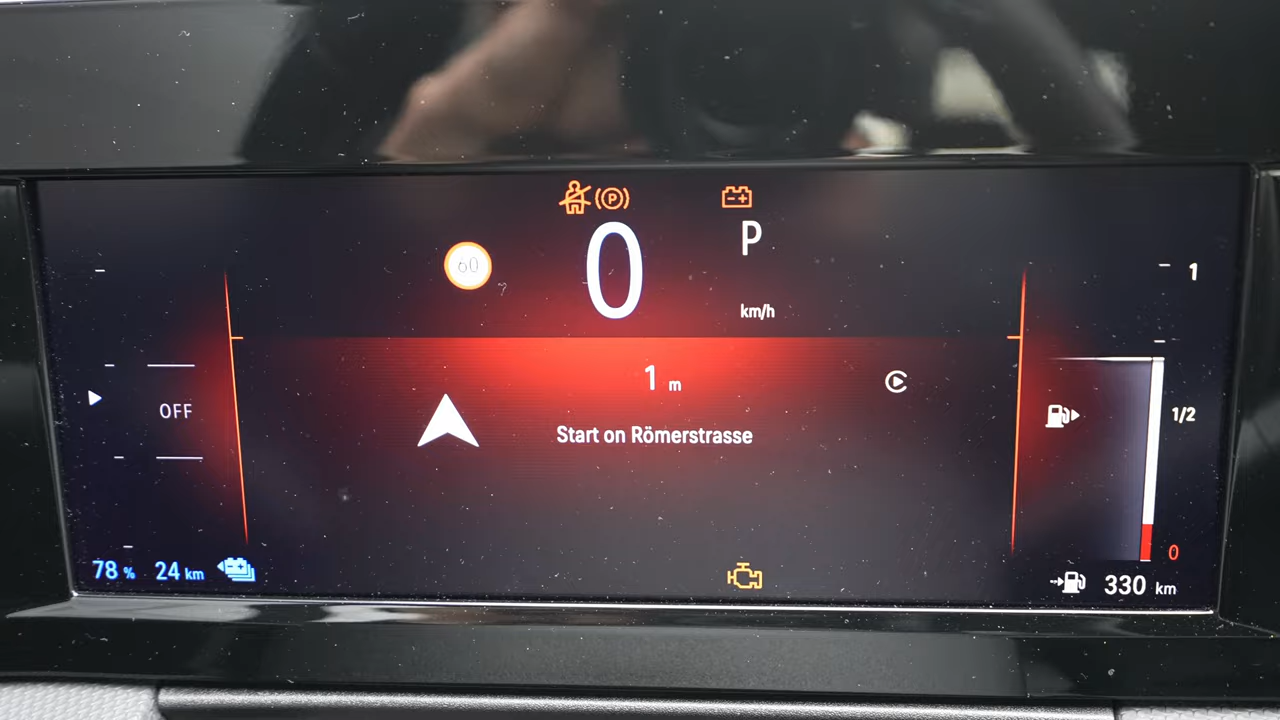 P
0
P
60
1
km/h
1 m
OFF
1/2
Start on Römerstrasse
0
78 %
24 km
330 km